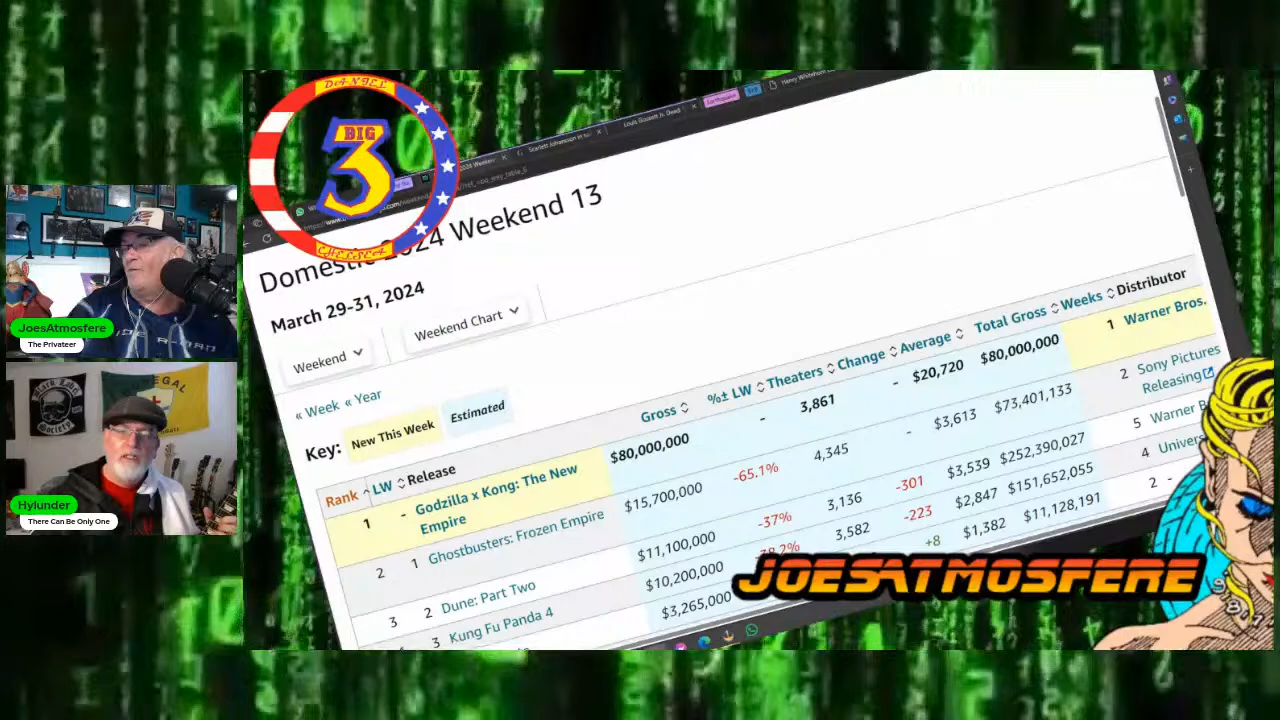 DANIEL
BIG
3
CHELSEA
Domestic 2024 Weekend 13
March 29-31, 2024
Weekend
Weekend Chart
« Week « Year
Key: New This Week Estimated
Rank LW Release Gross %± LW Theaters Change Average Total Gross Weeks Distributor
1 - Godzilla x Kong: The New Empire $80,000,000 - 3,861 - $20,720 $80,000,000 1 Warner Bros.
2 1 Ghostbusters: Frozen Empire $15,700,000 -65.1% 4,345 - $3,613 $73,401,133 2 Sony Pictures Releasing
3 2 Dune: Part Two $11,100,000 -37% 3,136 -301 $3,539 $252,390,027 5 Warner B
3 Kung Fu Panda 4 $10,200,000 3,582 -223 $2,847 $151,652,055 4 Univers
$3,265,000 +8 $1,382 $11,128,191 2 -
JoesAtmosfere
The Privateer
Hylunder
There Can Be Only One
JOESATMOSFERE